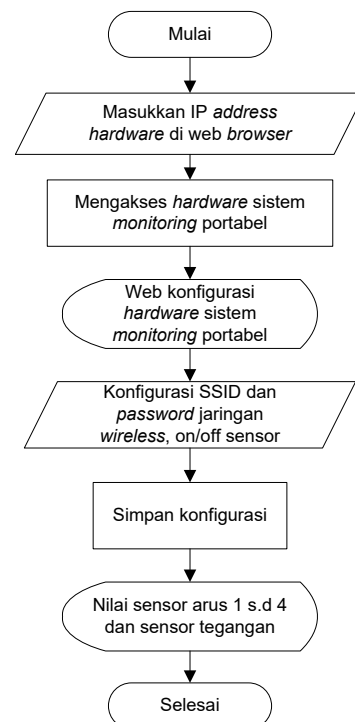 Mulai
Masukkan IP address
hardware di web browser
Mengakses hardware sistem
monitoring portabel
Web konfigurasi
hardware sistem
monitoring portabel
Konfigurasi SSID dan
password jaringan
wireless, on/off sensor
Simpan konfigurasi
Nilai sensor arus 1 s.d 4
dan sensor tegangan
Selesai